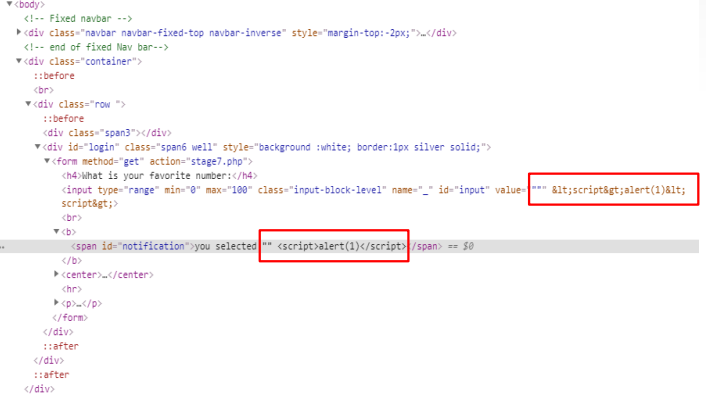 ▼<body>
<!-- Fixed navbar -->
▶<div class="navbar navbar-fixed-top navbar-inverse" style="margin-top:-2px;">…</div>
<!-- end of fixed Nav bar-->
▼<div class="container">
::before
<br>
▼<div class="row ">
::before
<div class="span3"></div>
▼<div id="login" class="span6 well" style="background :white; border:1px silver solid;">
▼<form method="get" action="stage7.php">
<h4>What is your favorite number:</h4>
<input type="range" min="0" max="100" class="input-block-level" name="_" id="input" value="""" &lt;script&gt;alert(1)&lt;
script&gt;>
<br>
▼<b>
… <span id="notification">you selected "" <script>alert(1)</script></span> == $0
</b>
▶<center>…</center>
<hr>
▶<p>…</p>
</form>
</div>
::after
</div>
::after
</div>